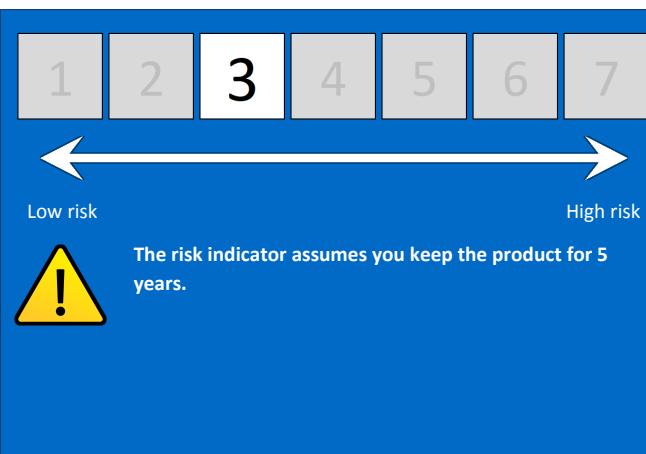 1 2 3 4 5 6 7
Low risk High risk
The risk indicator assumes you keep the product for 5
years.